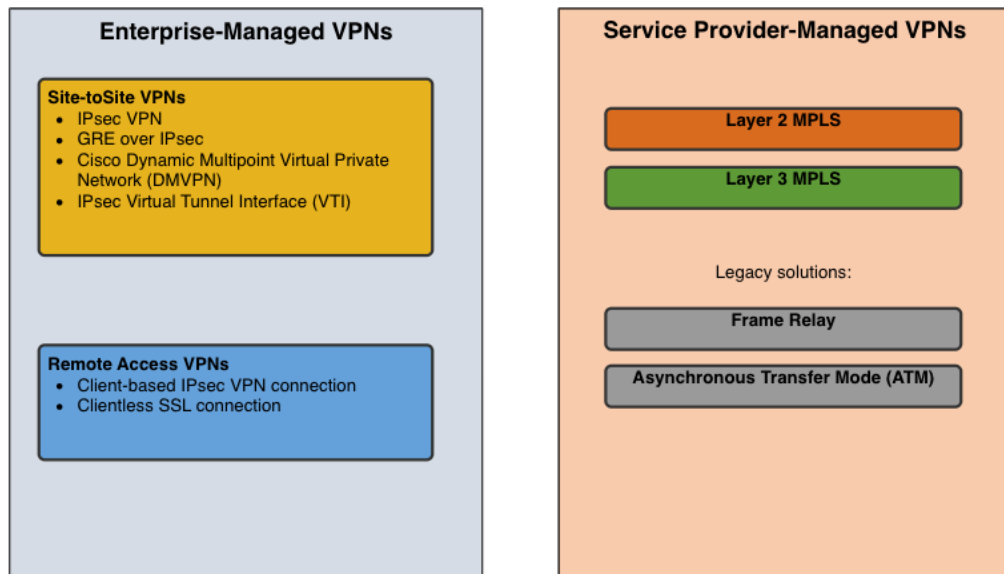 Enterprise-Managed VPNs
Site-toSite VPNs
• IPsec VPN
• GRE over IPsec
• Cisco Dynamic Multipoint Virtual Private
Network (DMVPN)
• IPsec Virtual Tunnel Interface (VTI)
Remote Access VPNs
• Client-based IPsec VPN connection
• Clientless SSL connection
Service Provider-Managed VPNs
Layer 2 MPLS
Layer 3 MPLS
Legacy solutions:
Frame Relay
Asynchronous Transfer Mode (ATM)